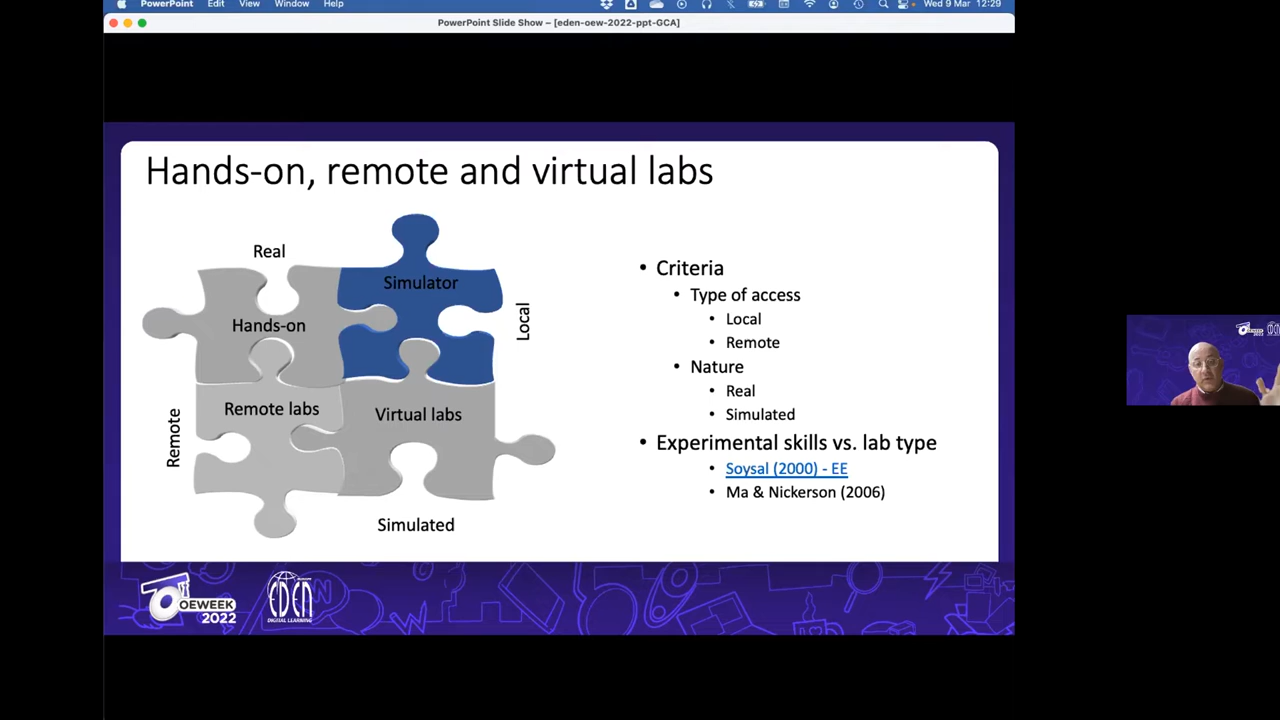 PowerPoint Edit View Window Help Wed 9 Mar 12:29
PowerPoint Slide Show ~ [eden-oew-2022-ppt-GCA]
Hands-on, remote and virtual labs
Real
Simulator
Local
Hands-on
Remote labs
Virtual labs
Remote
Simulated
• Criteria
• Type of access
• Local
• Remote
• Nature
• Real
• Simulated
• Experimental skills vs. lab type
• Soysal (2000) - EE
• Ma & Nickerson (2006)
OEWEEK
2022
EDEN
DIGITAL LEARNING